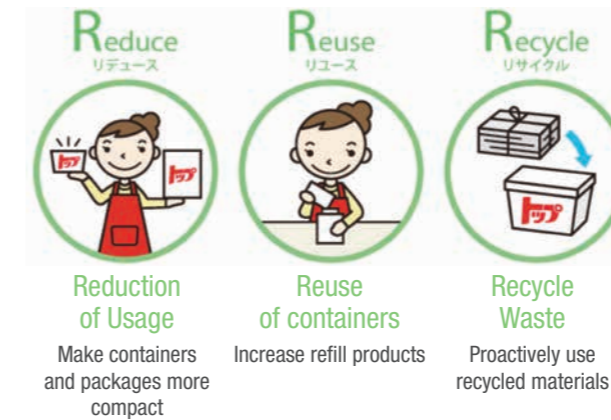 Reduce
リデュース
トップ
トップ
Reduction
of Usage
Make containers
and packages more
compact
Reuse
リユース
Reuse
of containers
Increase refill products
Recycle
リサイクル
トップ
Recycle
Waste
Proactively use
recycled materials